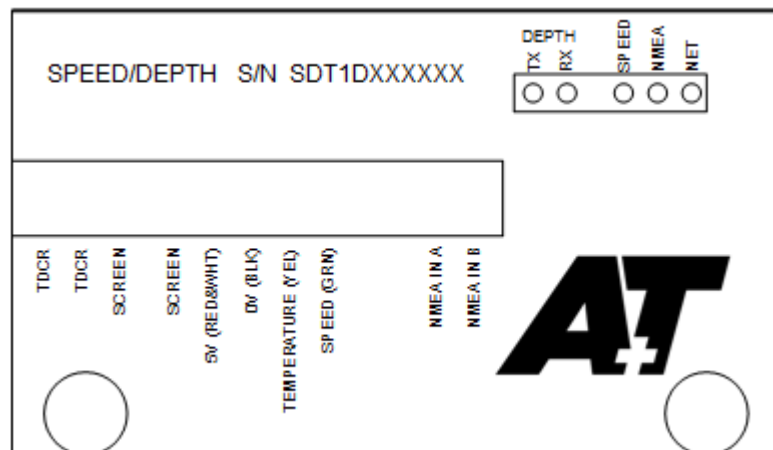 SPEED/DEPTH S/N SDT1DXXXXXX
DEPTH
TX
RX
SPEED
NMEA
NET
TDCR
TDCR
SCREEN
SCREEN
5V (RED&WHT)
0V (BLK)
TEMPERATURE (YEL)
SPEED (GRN)
NMEA IN A
NMEA IN B
A+T